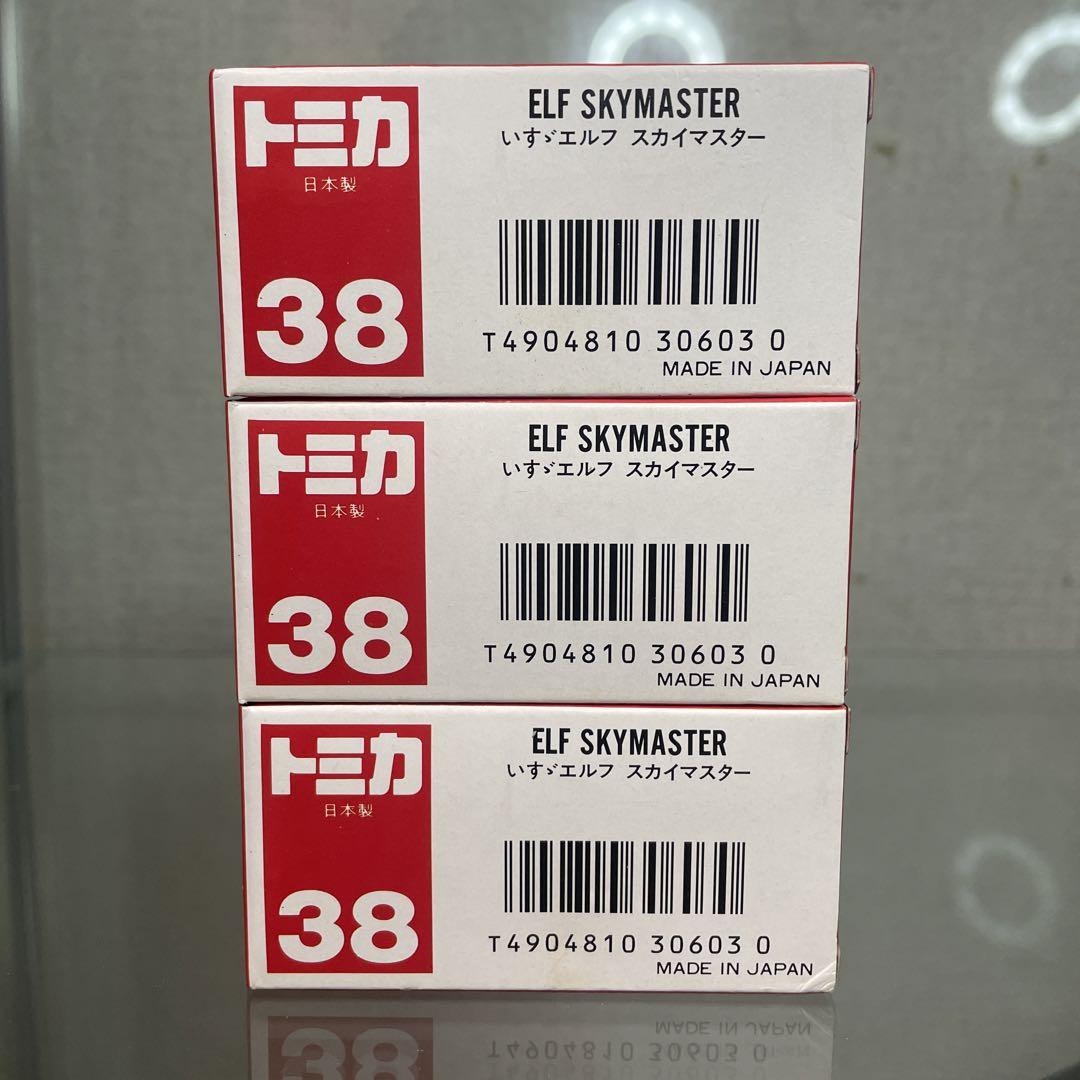 トミカ
日本製
38
ELF SKYMASTER
いすゞエルフ スカイマスター
T4904810 30603 0
MADE IN JAPAN
トミカ
日本製
38
ELF SKYMASTER
いすゞエルフ スカイマスター
T4904810 30603 0
MADE IN JAPAN
トミカ
日本製
38
ELF SKYMASTER
いすゞエルフ スカイマスター
T4904810 30603 0
MADE IN JAPAN